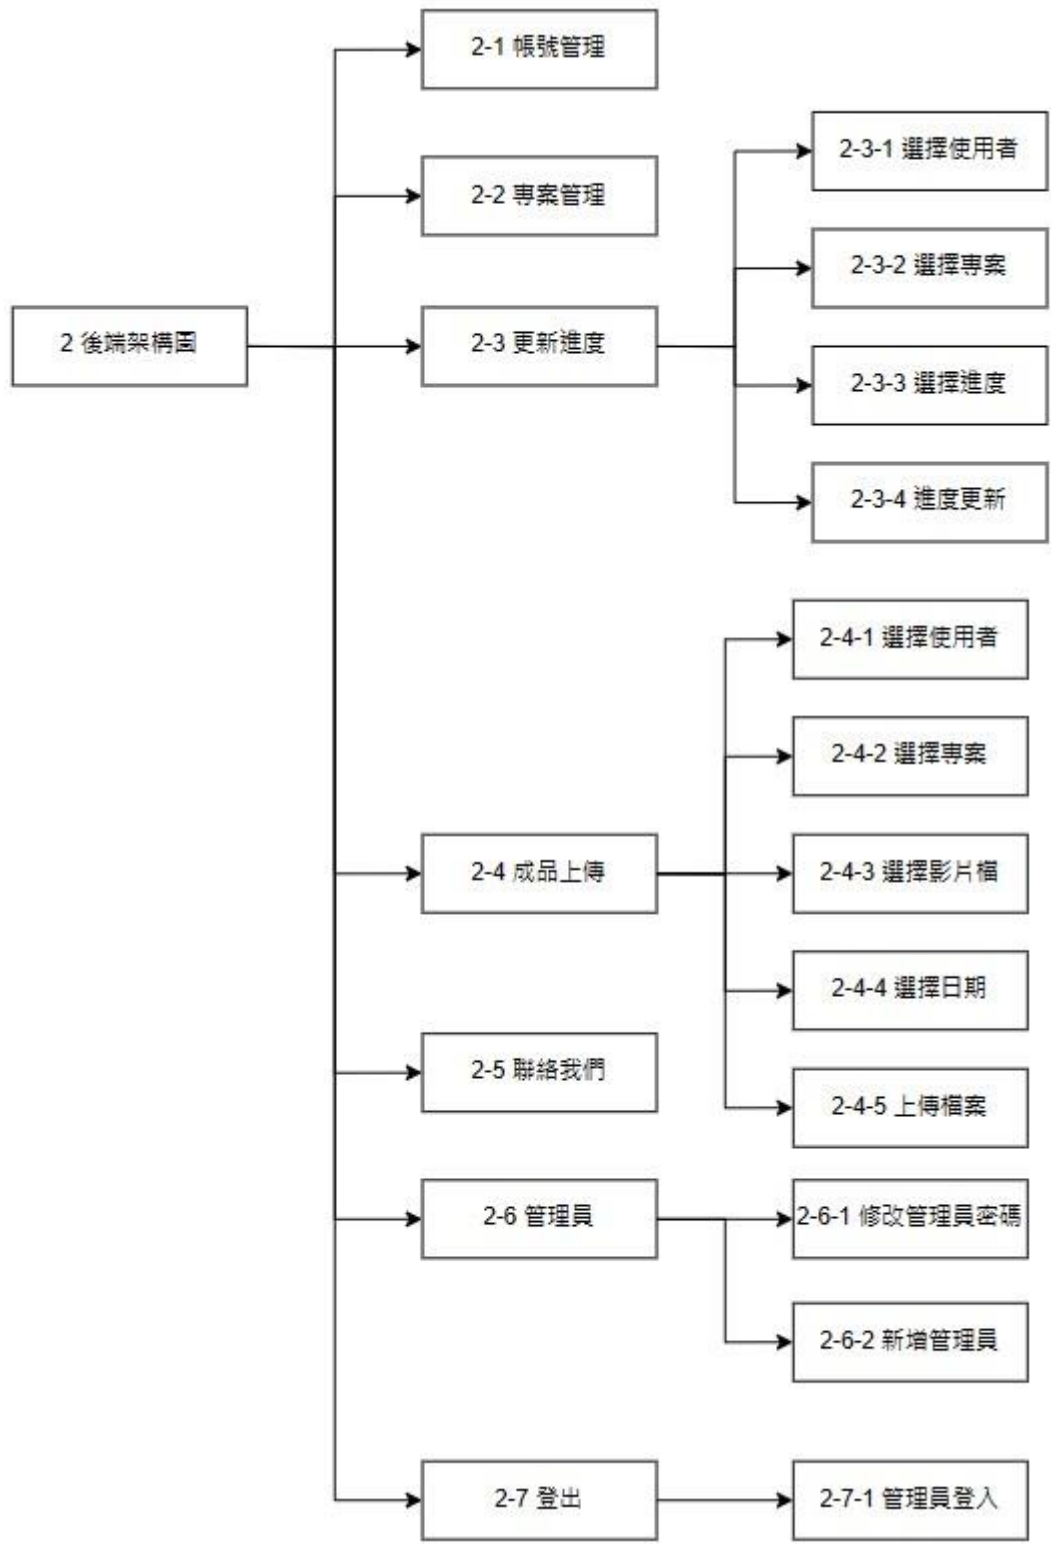 2 後端架構圖
2-1 帳號管理
2-2 專案管理
2-3 更新進度
2-3-1 選擇使用者
2-3-2 選擇專案
2-3-3 選擇進度
2-3-4 進度更新
2-4 成品上傳
2-4-1 選擇使用者
2-4-2 選擇專案
2-4-3 選擇影片檔
2-4-4 選擇日期
2-4-5 上傳檔案
2-5 聯絡我們
2-6 管理員
2-6-1 修改管理員密碼
2-6-2 新增管理員
2-7 登出
2-7-1 管理員登入